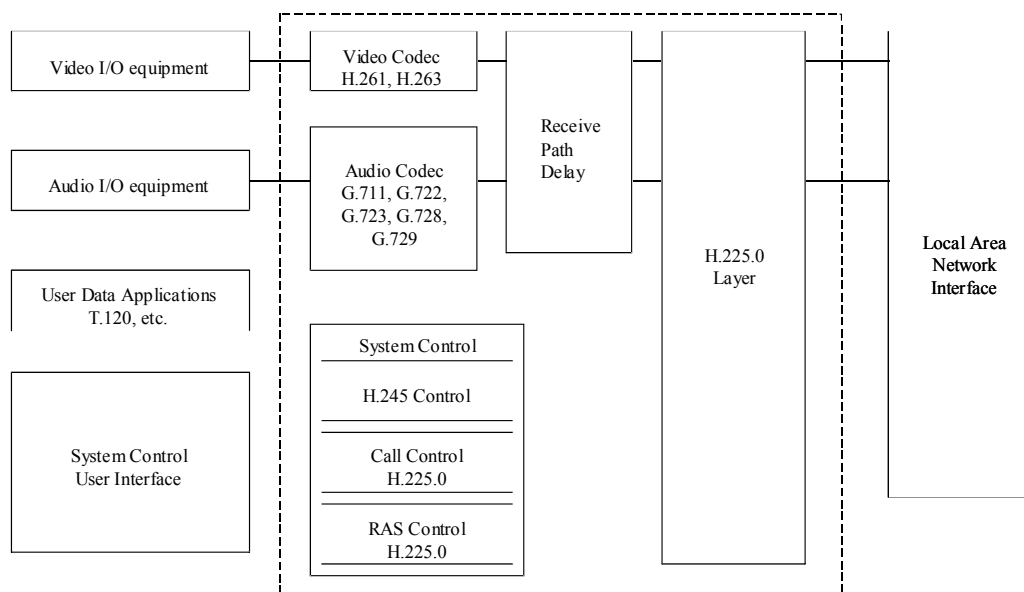 Video I/O equipment
Video Codec
H.261, H.263
Receive
Path
Delay
Audio I/O equipment
Audio Codec
G.711, G.722,
G.723, G.728,
G.729
H.225.0
Layer
Local Area
Network
Interface
User Data Applications
T.120, etc.
System Control
User Interface
System Control
H.245 Control
Call Control
H.225.0
RAS Control
H.225.0